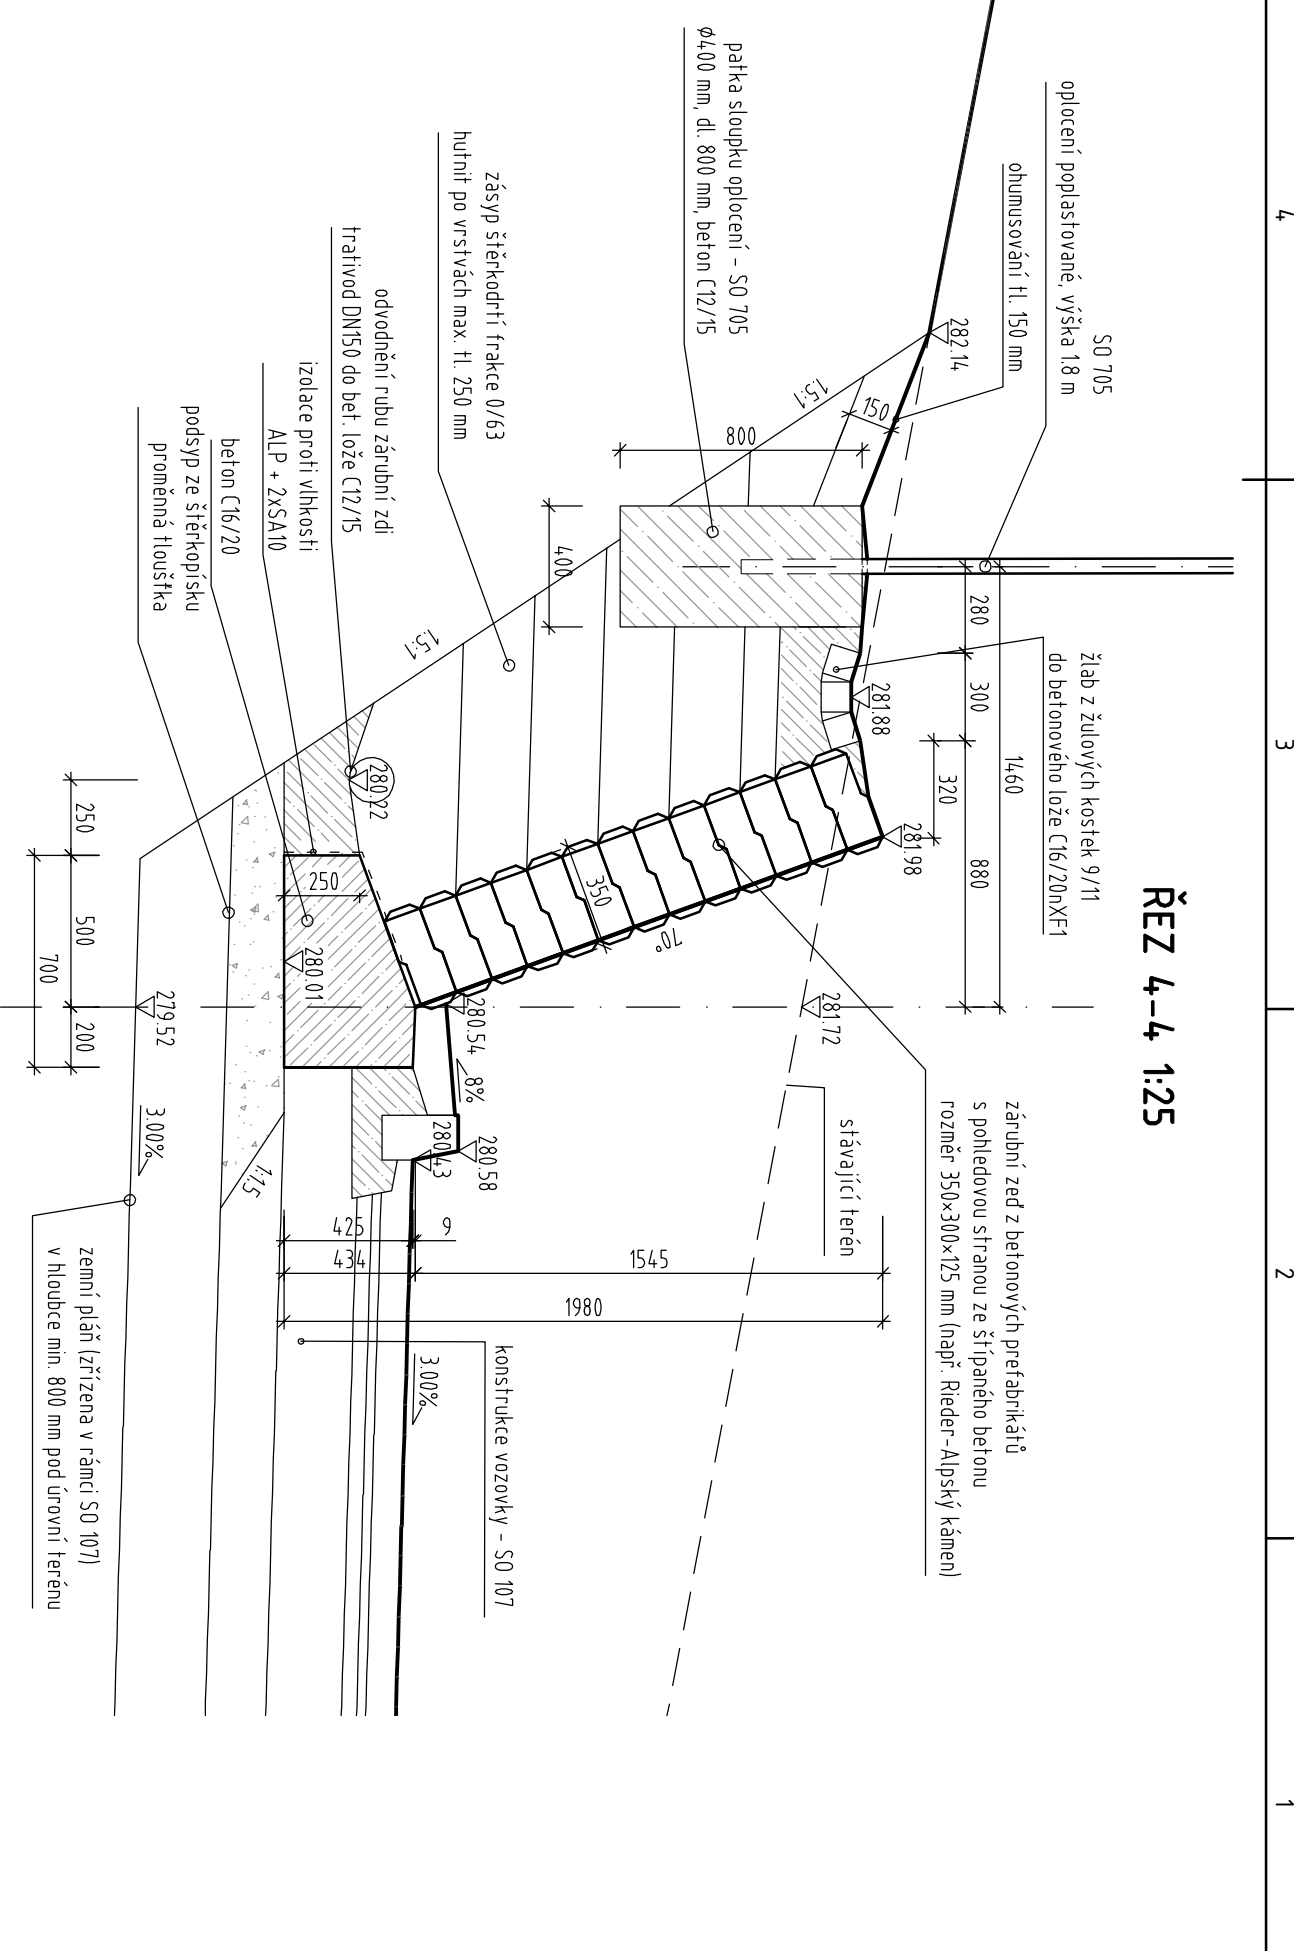 4
3
2
1
ŘEZ 4-4 1:25
SO 705
oplocení poplastované, výška 1.8 m
ohumusování tl. 150 mm
282.14
patka sloupku oplocení - SO 705
φ400 mm, dl. 800 mm, beton C12/15
1.5:1
150
800
400
zásyp štěrkodrtí frakce 0/63
hutnit po vrstvách max. tl. 250 mm
1.5:1
odvodnění rubu zárubní zdi
trativod DN150 do bet. lože C12/15
izolace proti vlhkosti
ALP + 2xSA10
beton C16/20
podsyp ze štěrkopísku
proměnná tloušťka
žlab z žulových kostek 9/11
do betonového lože C16/20nXF1
280
300
880
1460
320
281.88
281.98
281.72
350
70°
280.22
250
280.01
280.54
8%
280.58
280.43
279.52
3.00%
1:1.5
250
500
200
700
zárubní zeď z betonových prefabrikátů
s pohledovou stranou ze štípaného betonu
rozměr 350x300x125 mm (např. Rieder-Alpský kámen)
stávající terén
425
9
434
1545
1980
konstrukce vozovky - SO 107
3.00%
zemní pláň (zřízena v rámci SO 107)
v hloubce min. 800 mm pod úrovní terénu